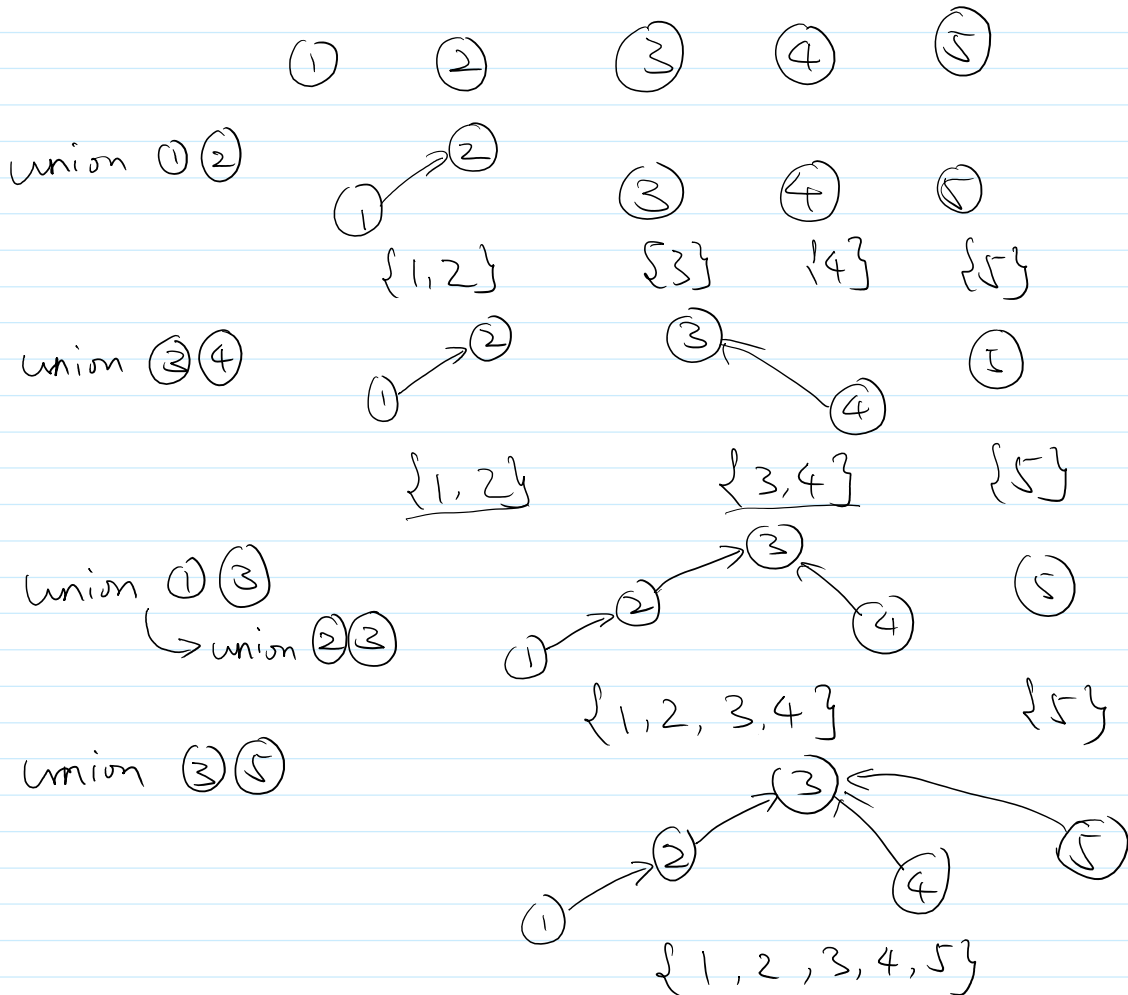 ① ② ③ ④ ⑤
union ① ② ② ① ③ ④ ⑤
{1,2} {3} {4} {5}
union ③ ④ ② ① ③ ④ ⑤
{1,2} {3,4} {5}
union ① ③ ③ ② ① ④ ⑤
→ union ② ③
{1,2,3,4} {5}
union ③ ⑤ ③ ② ① ④ ⑤
{1,2,3,4,5}